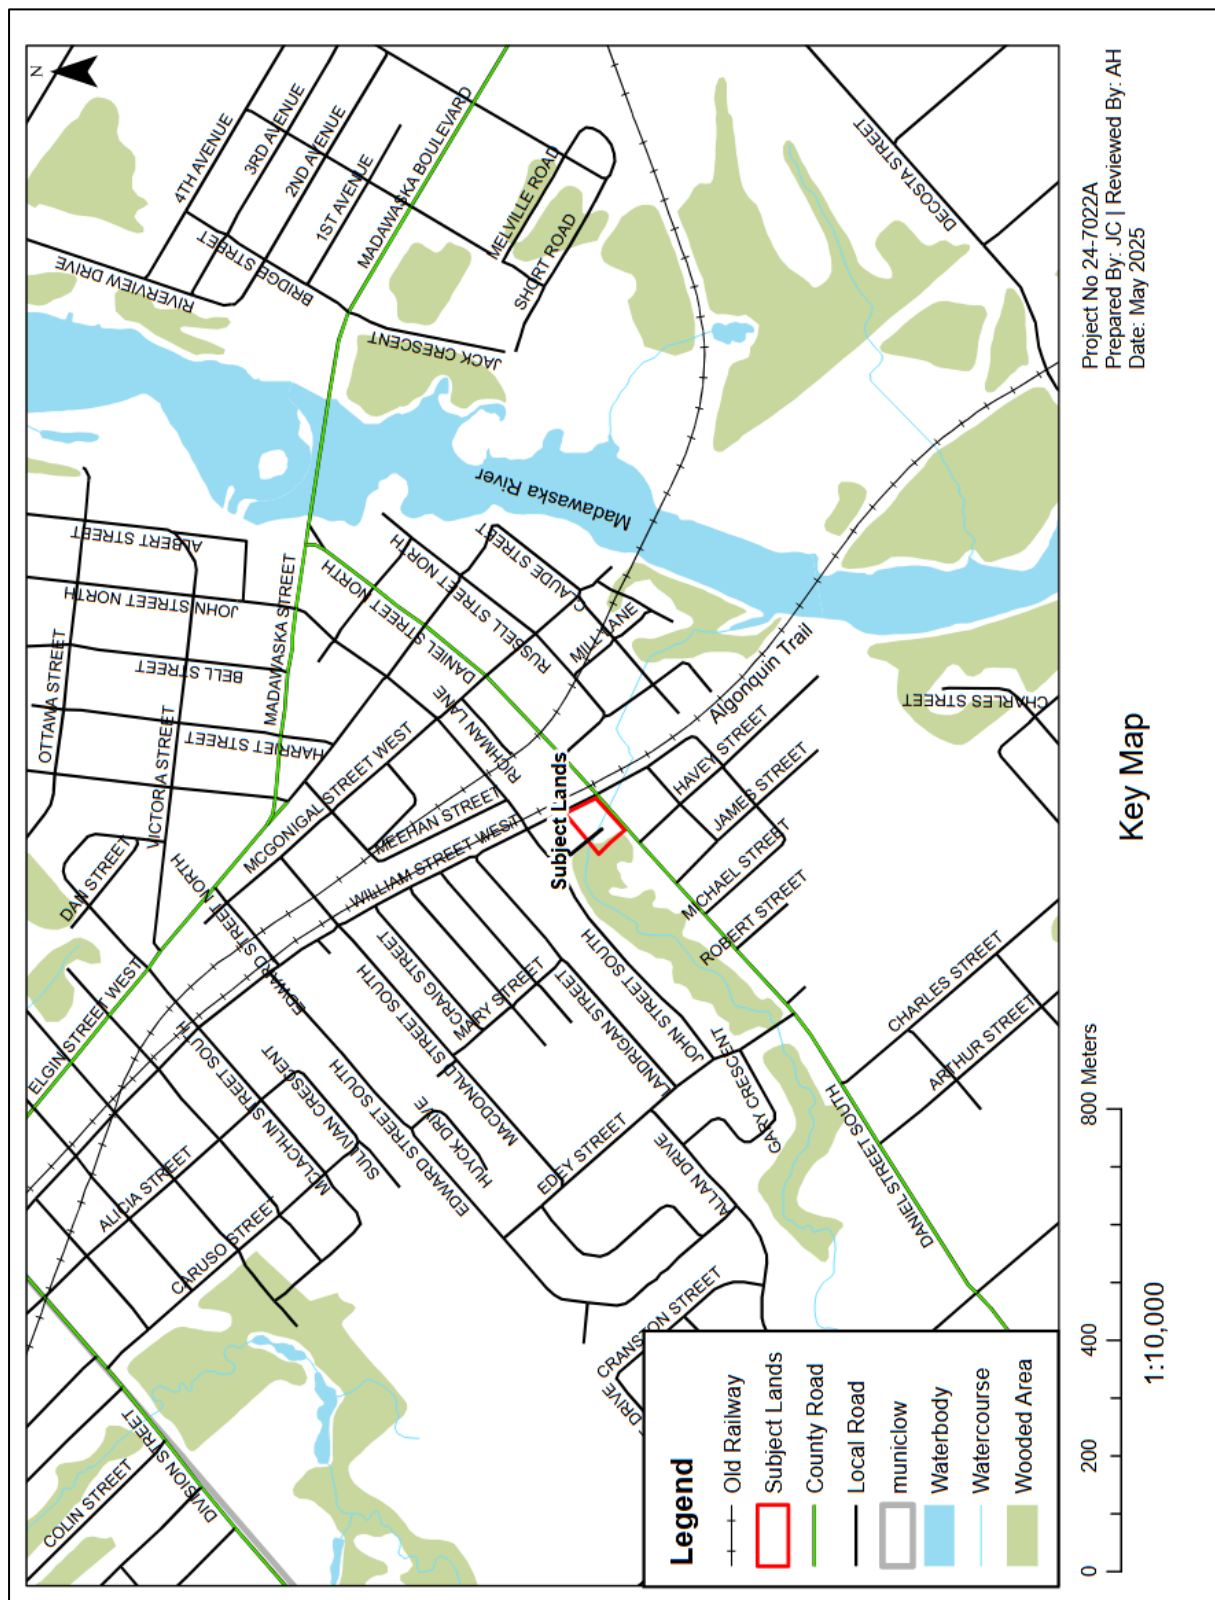 N
4TH AVENUE
3RD AVENUE
2ND AVENUE
1ST AVENUE
MADAWASKA BOULEVARD
RIVERVIEW DRIVE
BRIDGE STREET
MELVILLE ROAD
SHORT ROAD
JACK CRESCENT
DECOSTA STREET
Madawaska River
ALBERT STREET
JOHN STREET NORTH
MADAWASKA STREET
OTTAWA STREET
BELL STREET
HARRIET STREET
VICTORIA STREET
DANIEL STREET NORTH
RUSSELL STREET NORTH
CLAUDE STREET
MILL LANE
RICHMAN LANE
MCGONIGAL STREET WEST
MEEHAN STREET
WILLIAM STREET WEST
Subject Lands
Algonquin Trail
HAVEY STREET
JAMES STREET
MICHAEL STREET
ROBERT STREET
CHARLES STREET
DAN STREET
EDWARD STREET NORTH
ELGIN STREET WEST
MCCRAIG STREET
MARY STREET
LANDRIGAN STREET
JOHN STREET SOUTH
MACDONALD STREET SOUTH
MCLACHLIN STREET SOUTH
SULLIVAN CRESCENT
EDWARD STREET SOUTH
HUYCK DRIVE
EDEY STREET
ALLAN DRIVE
GARY CRESCENT
CHARLES STREET
ARTHUR STREET
DANIEL STREET SOUTH
ALICIA STREET
CARUSO STREET
CRANSTON STREET
DRIVE
COLIN STREET
DIVISION STREET
Legend
Old Railway
Subject Lands
County Road
Local Road
municlow
Waterbody
Watercourse
Wooded Area
0 200 400 800 Meters
1:10,000
Key Map
Project No 24-7022A
Prepared By: JC | Reviewed By: AH
Date: May 2025